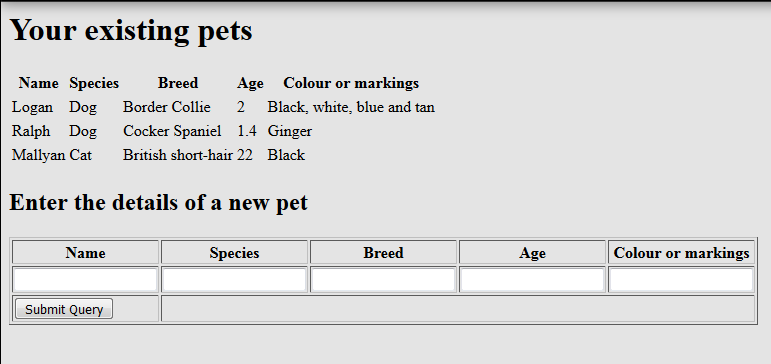 Your existing pets
Name Species Breed Age Colour or markings
Logan Dog Border Collie 2 Black, white, blue and tan
Ralph Dog Cocker Spaniel 1.4 Ginger
Mallyan Cat British short-hair 22 Black
Enter the details of a new pet
Name Species Breed Age Colour or markings
Submit Query